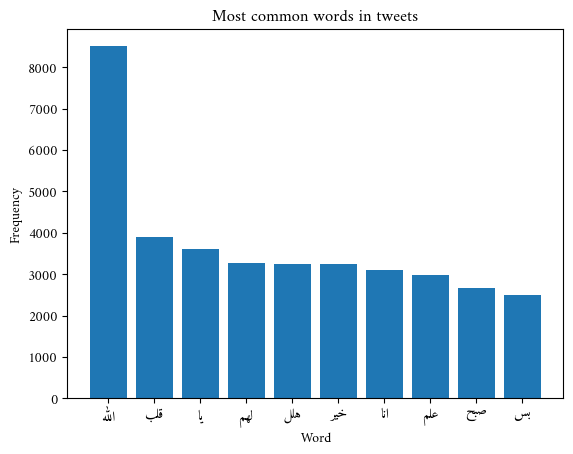 Most common words in tweets
Frequency
8000
7000
6000
5000
4000
3000
2000
1000
0
الله
قلب
يا
لهم
هلل
خير
انا
علم
صبح
بس
Word